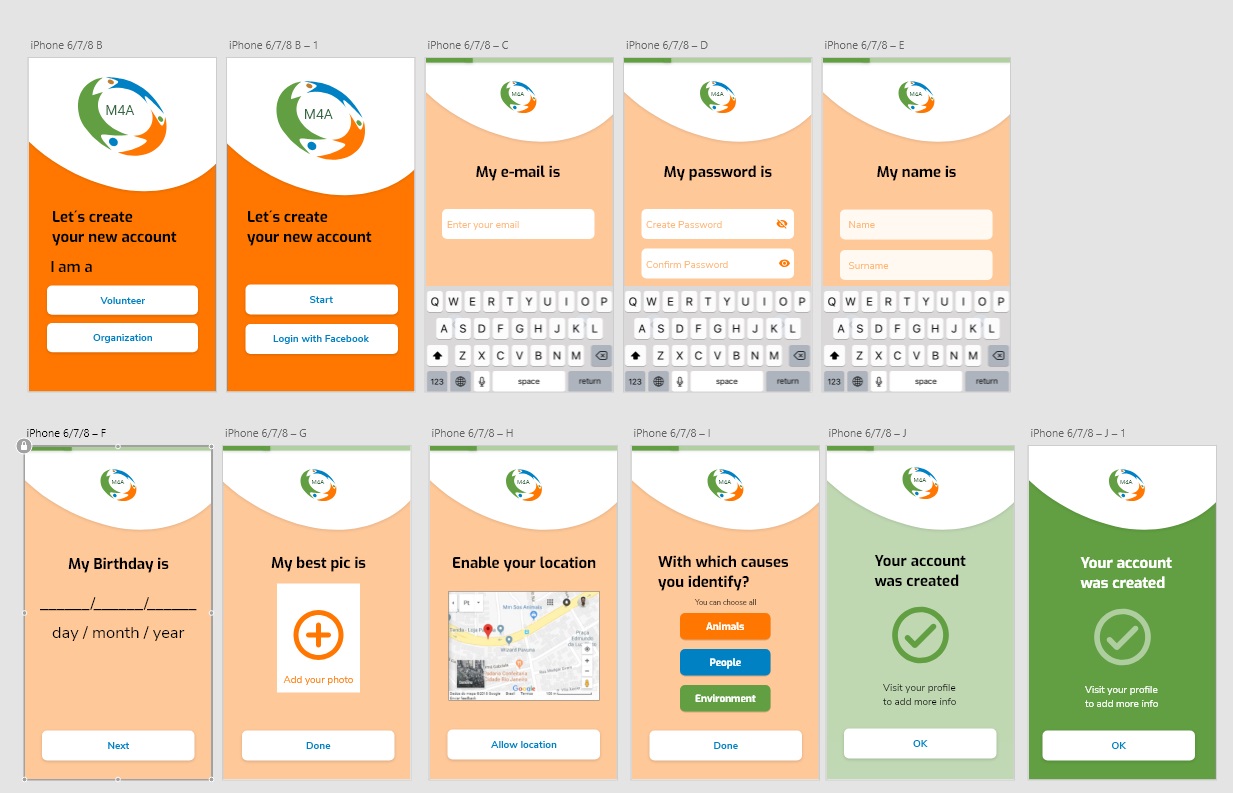 iPhone 6/7/8 B
M4A
Let´s create
your new account
I am a
Volunteer
Organization
iPhone 6/7/8 B – 1
M4A
Let´s create
your new account
Start
Login with Facebook
iPhone 6/7/8 – C
M4A
My e-mail is
Enter your email
Q W E R T Y U I O P
A S D F G H J K L
Z X C V B N M
123 space return
iPhone 6/7/8 – D
M4A
My password is
Create Password
Confirm Password
Q W E R T Y U I O P
A S D F G H J K L
Z X C V B N M
123 space return
iPhone 6/7/8 – E
M4A
My name is
Name
Surname
Q W E R T Y U I O P
A S D F G H J K L
Z X C V B N M
123 space return
iPhone 6/7/8 – F
M4A
My Birthday is
______/______/______
day / month / year
Next
iPhone 6/7/8 – G
M4A
My best pic is
Add your photo
Done
iPhone 6/7/8 – H
M4A
Enable your location
Pt
Min Sas Animals
Wizard Pavuna
Google
Allow location
iPhone 6/7/8 – I
M4A
With which causes
you identify?
You can choose all
Animals
People
Environment
Done
iPhone 6/7/8 – J
M4A
Your account
was created
Visit your profile
to add more info
OK
iPhone 6/7/8 – J – 1
M4A
Your account
was created
Visit your profile
to add more info
OK